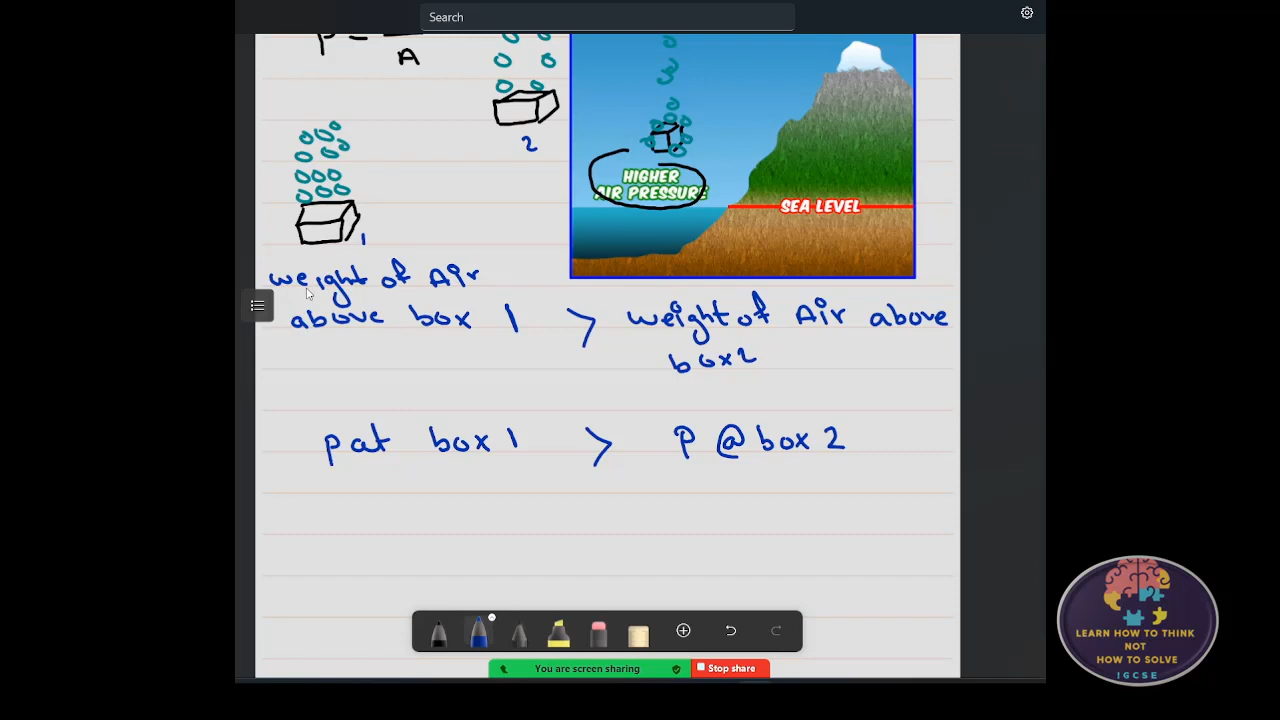 Search
P =
A
2
HIGHER
AIR PRESSURE
SEA LEVEL
1
weight of Air
above box 1 > weight of Air above
box2
p at box 1 > P @ box 2
You are screen sharing
Stop share
LEARN HOW TO THINK
NOT
HOW TO SOLVE
IGCSE